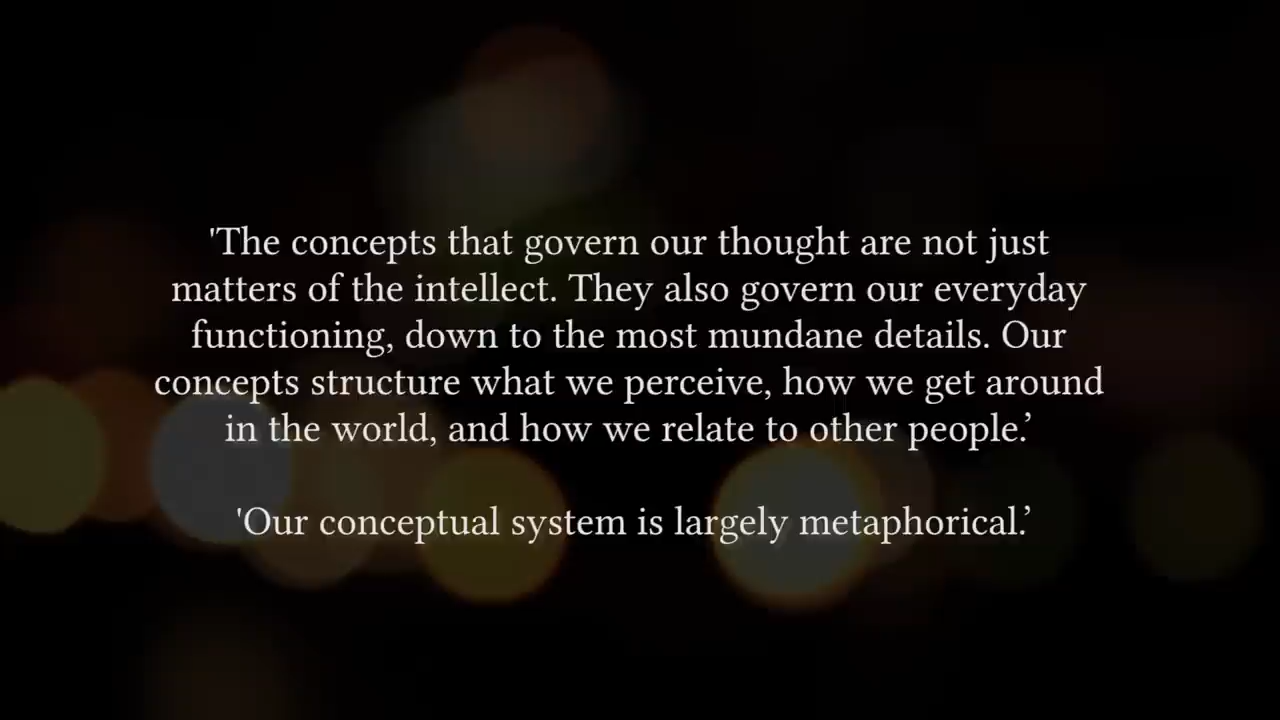 'The concepts that govern our thought are not just
matters of the intellect. They also govern our everyday
functioning, down to the most mundane details. Our
concepts structure what we perceive, how we get around
in the world, and how we relate to other people.’
'Our conceptual system is largely metaphorical.’